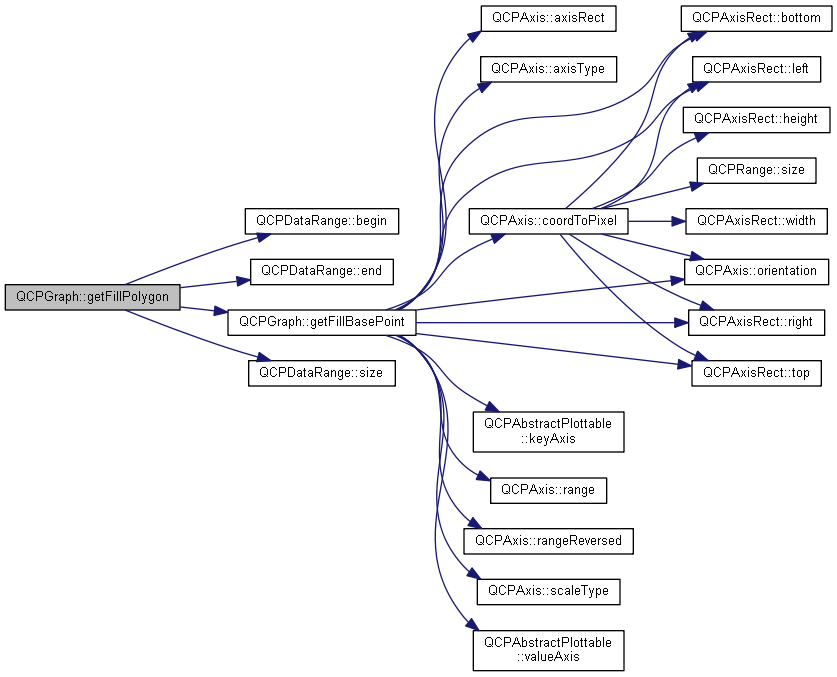 QCPGraph::getFillPolygon
QCPDataRange::begin
QCPDataRange::end
QCPGraph::getFillBasePoint
QCPDataRange::size
QCPAxis::axisRect
QCPAxis::axisType
QCPAxis::coordToPixel
QCPAbstractPlottable
::keyAxis
QCPAxis::range
QCPAxis::rangeReversed
QCPAxis::scaleType
QCPAbstractPlottable
::valueAxis
QCPAxisRect::bottom
QCPAxisRect::left
QCPAxisRect::height
QCPRange::size
QCPAxisRect::width
QCPAxis::orientation
QCPAxisRect::right
QCPAxisRect::top